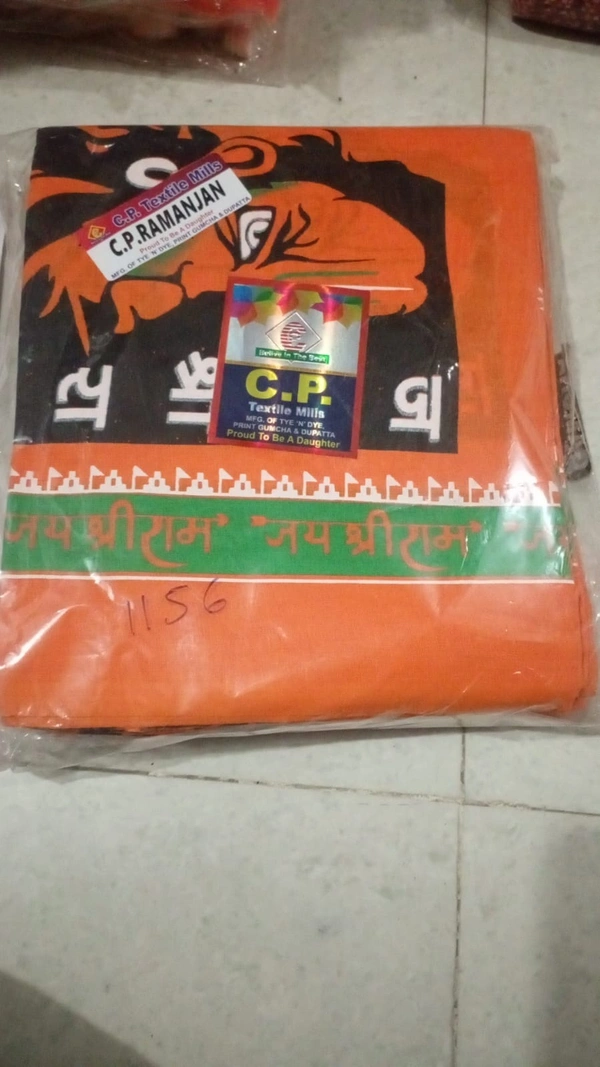 C.P. Textile Mills
C.P.RAMANJAN
Proud To Be A Daughter
MFG. OF TYE 'N' DYE, PRINT GUMCHA & DUPATTA
Belive In The Best
C.P.
Textile Mills
MFG. OF TYE 'N' DYE,
PRINT GUMCHA & DUPATTA
Proud To Be A Daughter
जय श्री राम जय श्री राम
1156